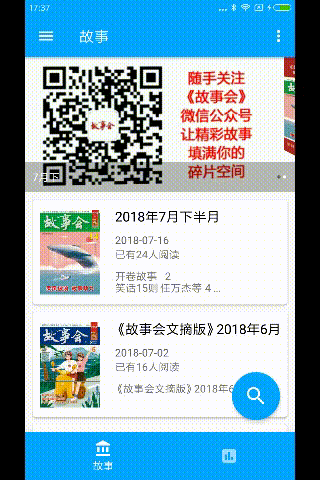 17:37
故事
随手关注
《故事会》
微信公众号
让精彩故事
填满你的
碎片空间
故事会
7月
故事会
2018年7月下半月
2018-07-16
已有24人阅读
开卷故事 2
笑话15则 任万杰等 4 ...
故事会
《故事会文摘版》2018年6月
2018-07-02
已有16人阅读
《故事会文摘版》2018年6
故事